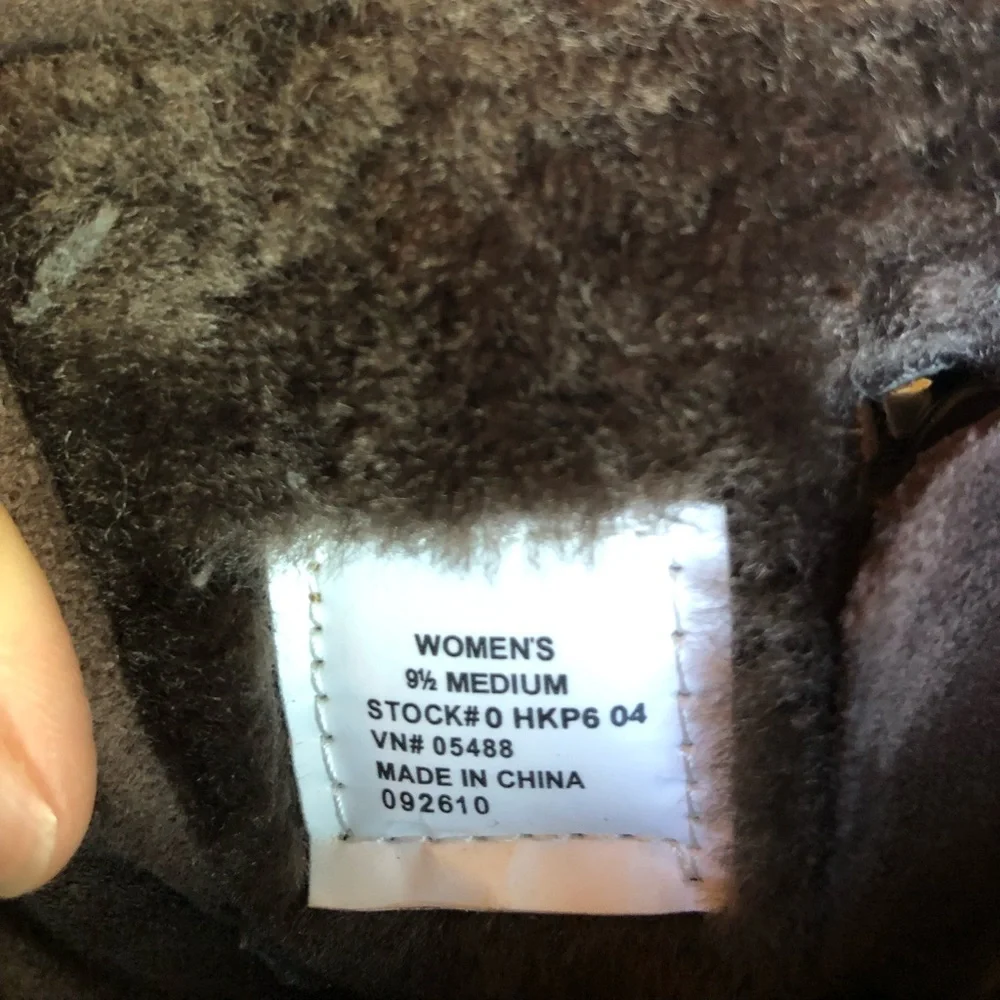 WOMEN'S
9½ MEDIUM
STOCK# 0 HKP6 04
VN# 05488
MADE IN CHINA
092610